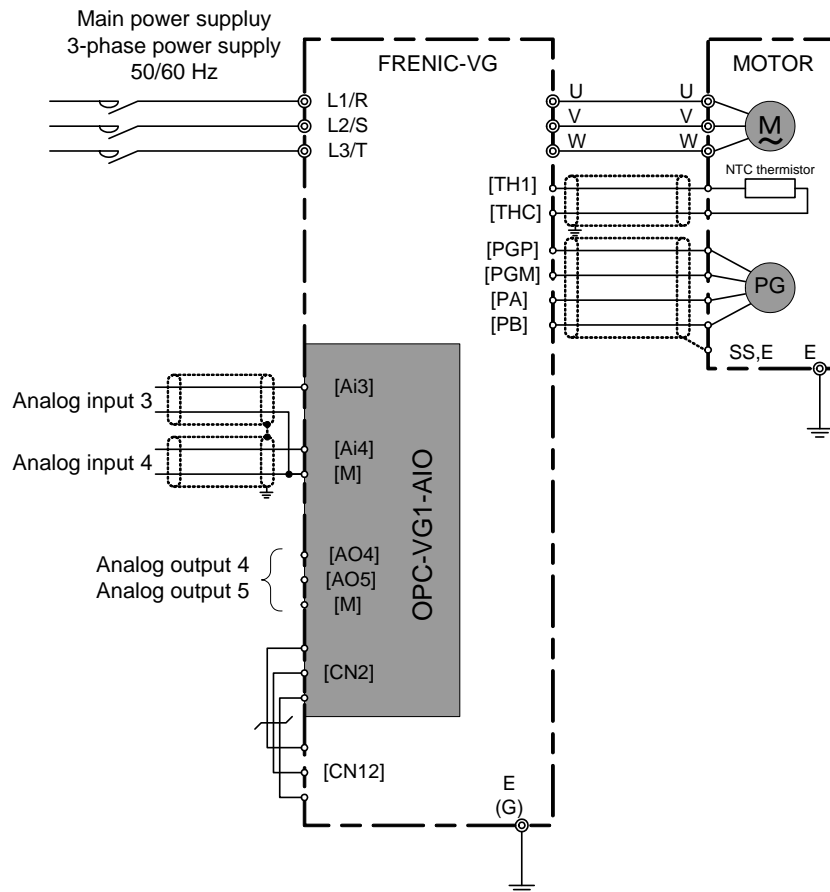 Main power suppluy
3-phase power supply
50/60 Hz
FRENIC-VG
MOTOR
L1/R
L2/S
L3/T
U
V
W
U
V
W
M
~
NTC thermistor
[TH1]
[THC]
[PGP]
[PGM]
[PA]
[PB]
PG
SS,E
E
Analog input 3
Analog input 4
[Ai3]
[Ai4]
[M]
OPC-VG1-AIO
Analog output 4
Analog output 5
[AO4]
[AO5]
[M]
[CN2]
[CN12]
E
(G)